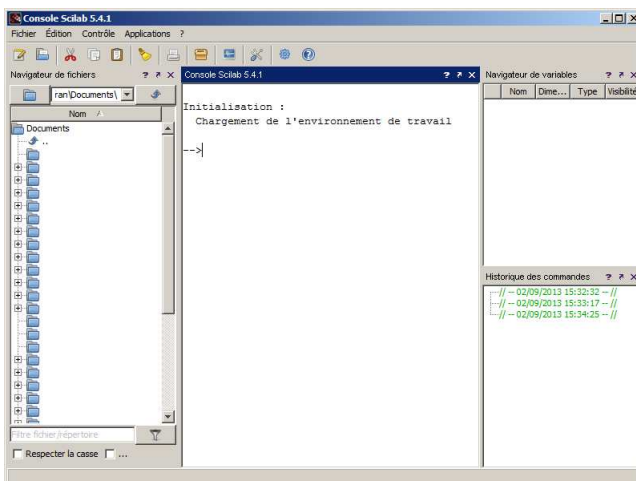 Console Scilab 5.4.1
Fichier Édition Contrôle Applications ?
Navigateur de fichiers ? ↗ X
ran\Documents\
Nom
Documents
..
Filtre fichier/répertoire
Respecter la casse ...
Console Scilab 5.4.1 ? ↗ X
Initialisation :
Chargement de l'environnement de travail
-->
Navigateur de variables ? ↗ X
Nom Dime... Type Visibilité
Historique des commandes ? ↗ X
// -- 02/09/2013 15:32:32 -- //
// -- 02/09/2013 15:33:17 -- //
// -- 02/09/2013 15:34:25 -- //